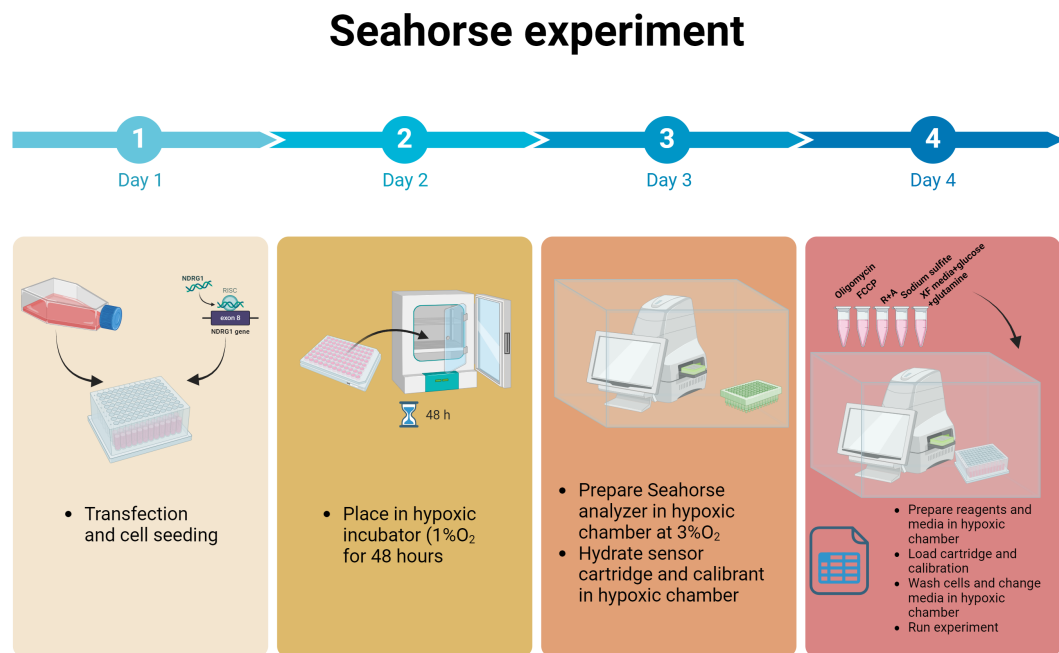 Seahorse experiment
1
2
3
4
Day 1
Day 2
Day 3
Day 4
NDRG1
RISC
exon 8
NDRG1 gene
• Transfection
and cell seeding
48 h
• Place in hypoxic
incubator (1%O₂
for 48 hours
• Prepare Seahorse
analyzer in hypoxic
chamber at 3%O₂
• Hydrate sensor
cartridge and calibrant
in hypoxic chamber
Oligomycin
FCCP
R+A
Sodium sulfite
XF media+glucose
+glutamine
• Prepare reagents and
media in hypoxic
chamber
• Load cartridge and
calibration
• Wash cells and change
media in hypoxic
chamber
• Run experiment